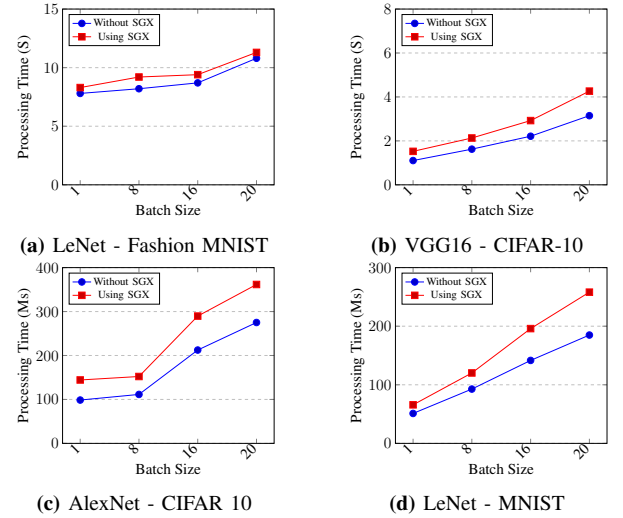 15
10
5
0
Processing Time (S)
Without SGX
Using SGX
1
8
16
20
Batch Size
(a) LeNet - Fashion MNIST
8
6
4
2
0
Processing Time (S)
Without SGX
Using SGX
1
8
16
20
Batch Size
(b) VGG16 - CIFAR-10
400
300
200
100
0
Processing Time (Ms)
Without SGX
Using SGX
1
8
16
20
Batch Size
(c) AlexNet - CIFAR 10
300
200
100
0
Processing Time (Ms)
Without SGX
Using SGX
1
8
16
20
Batch Size
(d) LeNet - MNIST